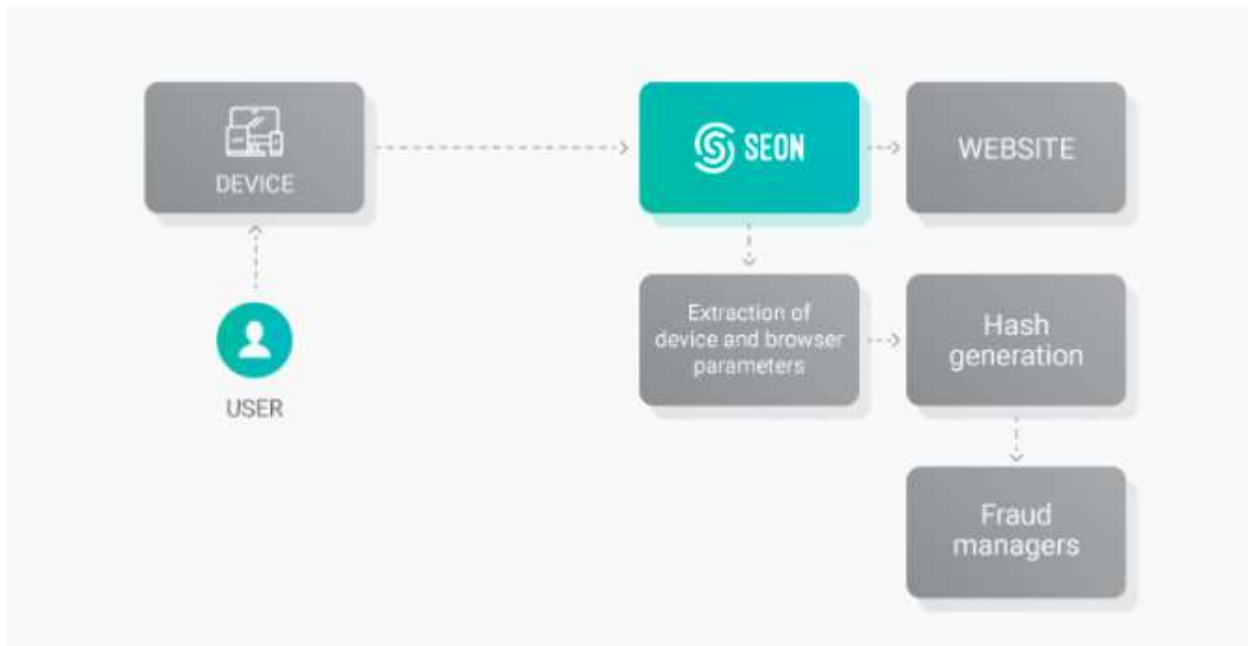 DEVICE
SEON
WEBSITE
USER
Extraction of
device and browser
parameters
Hash
generation
Fraud
managers